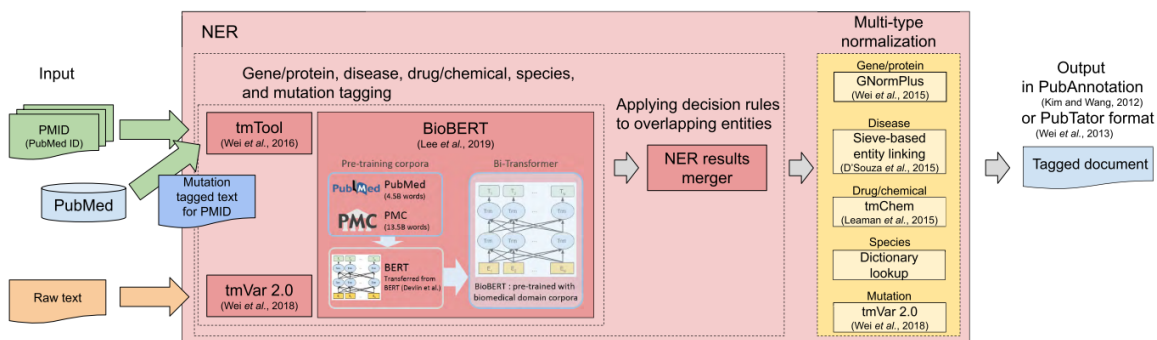 Input
PMID
(PubMed ID)
PubMed
Mutation
tagged text
for PMID
Raw text
NER
Gene/protein, disease, drug/chemical, species,
and mutation tagging
tmTool
(Wei et al., 2016)
tmVar 2.0
(Wei et al., 2018)
BioBERT
(Lee et al., 2019)
Pre-training corpora
PubMed
PubMed
(4.5B words)
PMC
PMC
(13.5B words)
BERT
Transferred from
BERT (Devlin et al.)
Bi-Transformer
BioBERT : pre-trained with
biomedical domain corpora
Applying decision rules
to overlapping entities
NER results
merger
Multi-type
normalization
Gene/protein
GNormPlus
(Wei et al., 2015)
Disease
Sieve-based
entity linking
(D'Souza et al., 2015)
Drug/chemical
tmChem
(Leaman et al., 2015)
Species
Dictionary
lookup
Mutation
tmVar 2.0
(Wei et al., 2018)
Output
in PubAnnotation
(Kim and Wang, 2012)
or PubTator format
(Wei et al., 2013)
Tagged document